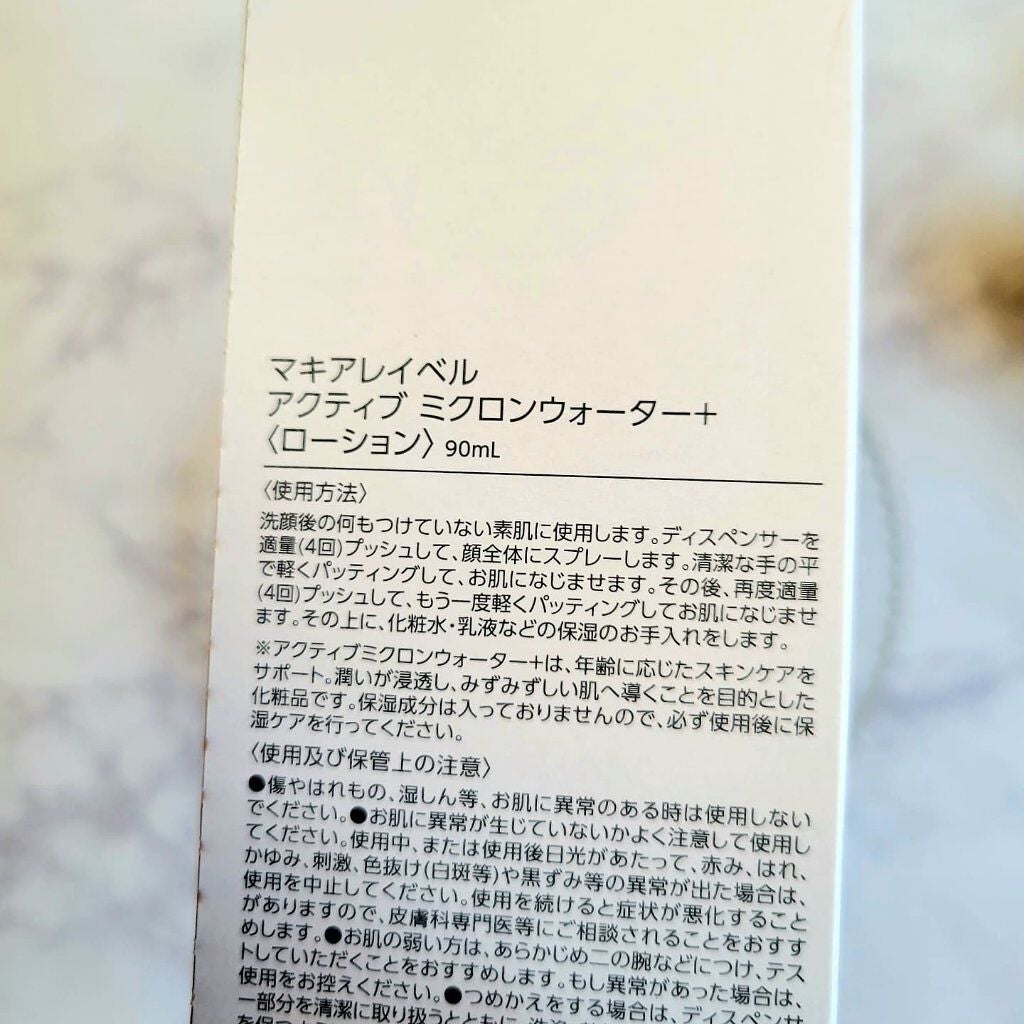 マキアレイベル
アクティブ ミクロンウォーター＋
〈ローション〉 90mL
〈使用方法〉
洗顔後の何もつけていない素肌に使用します。ディスペンサーを
適量(4回)プッシュして、顔全体にスプレーします。清潔な手の平
で軽くパッティングして、お肌になじませます。その後、再度適量
(4回)プッシュして、もう一度軽くパッティングしてお肌になじませ
ます。その上に、化粧水・乳液などの保湿のお手入れをします。
※アクティブミクロンウォーター＋は、年齢に応じたスキンケアを
サポート。潤いが浸透し、みずみずしい肌へ導くことを目的とした
化粧品です。保湿成分は入っておりませんので、必ず使用後に保
湿ケアを行ってください。
〈使用及び保管上の注意〉
●傷やはれもの、湿しん等、お肌に異常のある時は使用しない
でください。●お肌に異常が生じていないかよく注意して使用し
てください。使用中、または使用後日光があたって、赤み、はれ、
かゆみ、刺激、色抜け(白斑等)や黒ずみ等の異常が出た場合は、
使用を中止してください。使用を続けると症状が悪化すること
がありますので、皮膚科専門医等にご相談されることをおすす
めします。●お肌の弱い方は、あらかじめ二の腕などにつけ、テス
トしていただくことをおすすめします。もし異常があった場合は、
使用をお控えください。●つめかえをする場合は、ディスペンサ
一部分を清潔に取り扱うとともに、洗浄
を保つよう